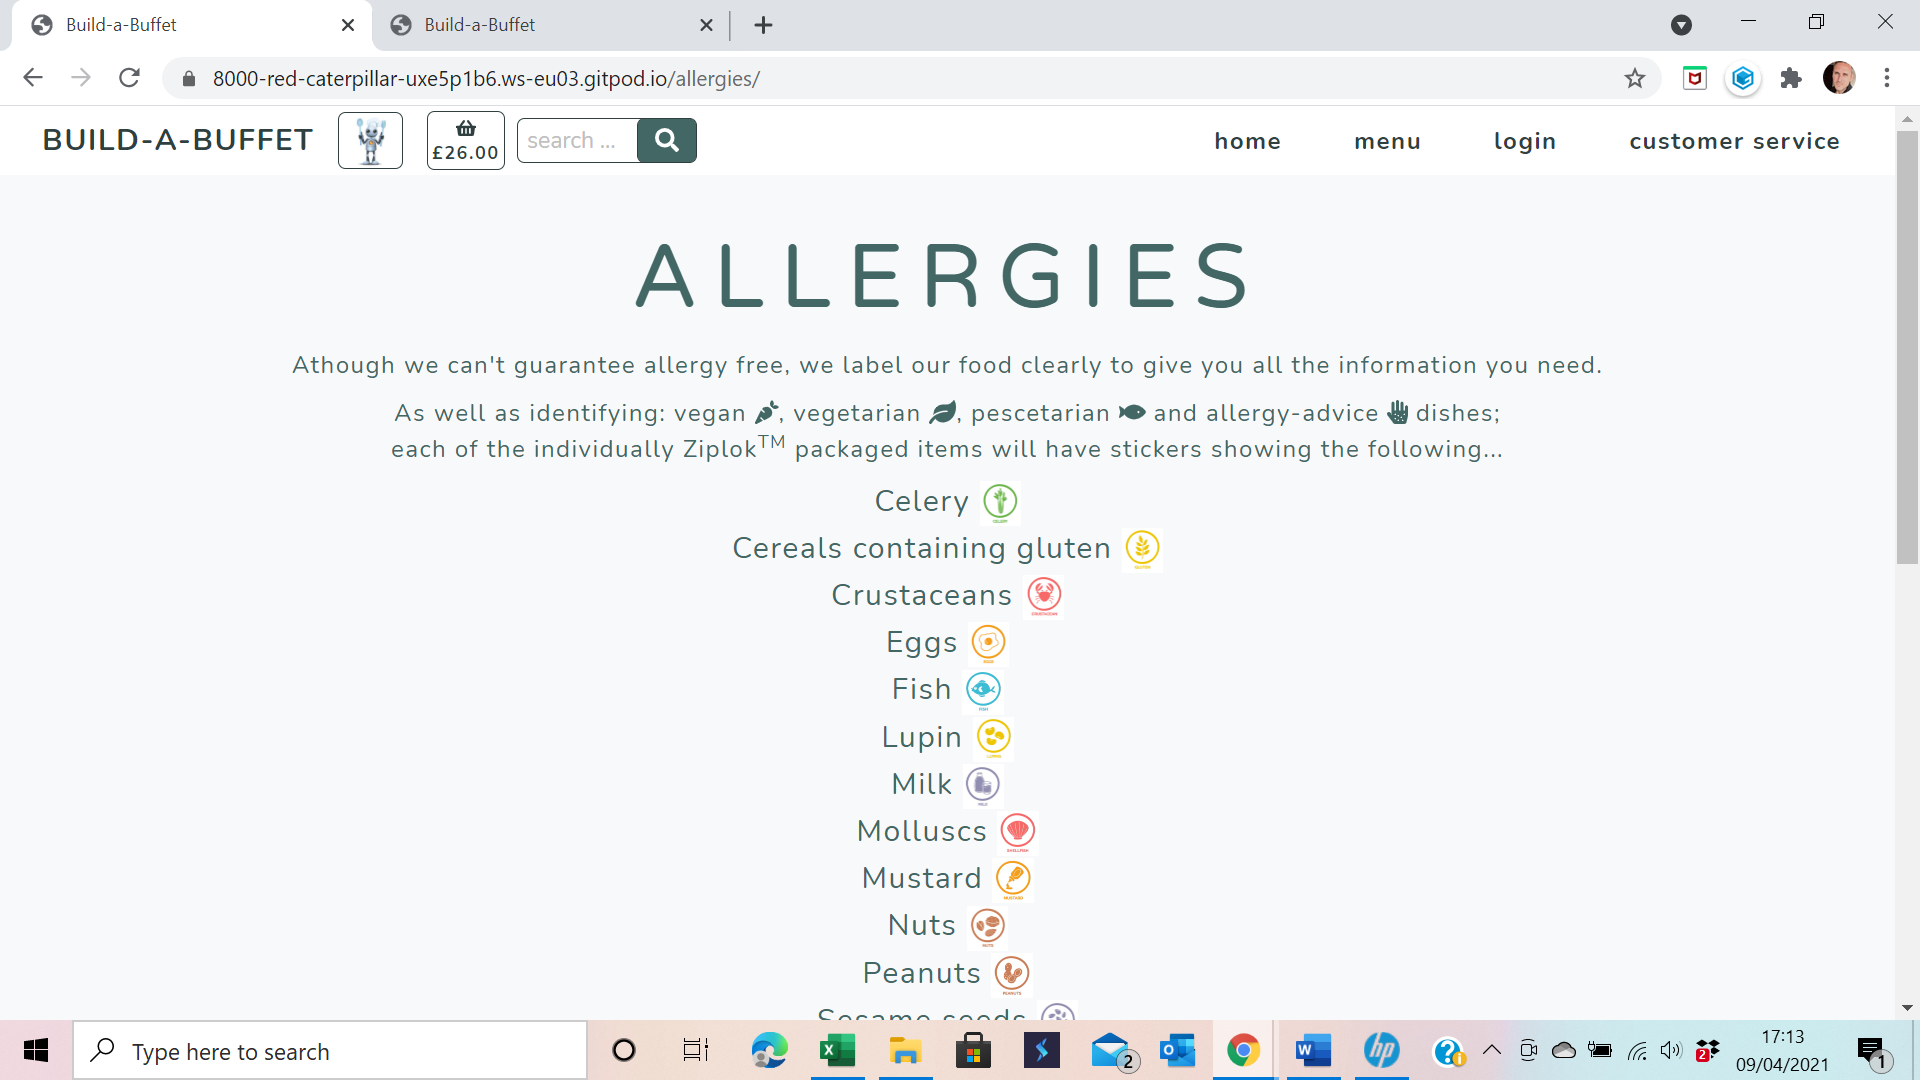 Build-a-Buffet
Build-a-Buffet
8000-red-caterpillar-uxe5p1b6.ws-eu03.gitpod.io/allergies/
BUILD-A-BUFFET
£26.00
search ...
home
menu
login
customer service
ALLERGIES
Athough we can't guarantee allergy free, we label our food clearly to give you all the information you need.
As well as identifying: vegan , vegetarian , pescetarian and allergy-advice dishes;
each of the individually Ziplok™ packaged items will have stickers showing the following...
Celery
Cereals containing gluten
Crustaceans
Eggs
Fish
Lupin
Milk
Molluscs
Mustard
Nuts
Peanuts
Sesame seeds
Type here to search
2
2
17:13
09/04/2021
1